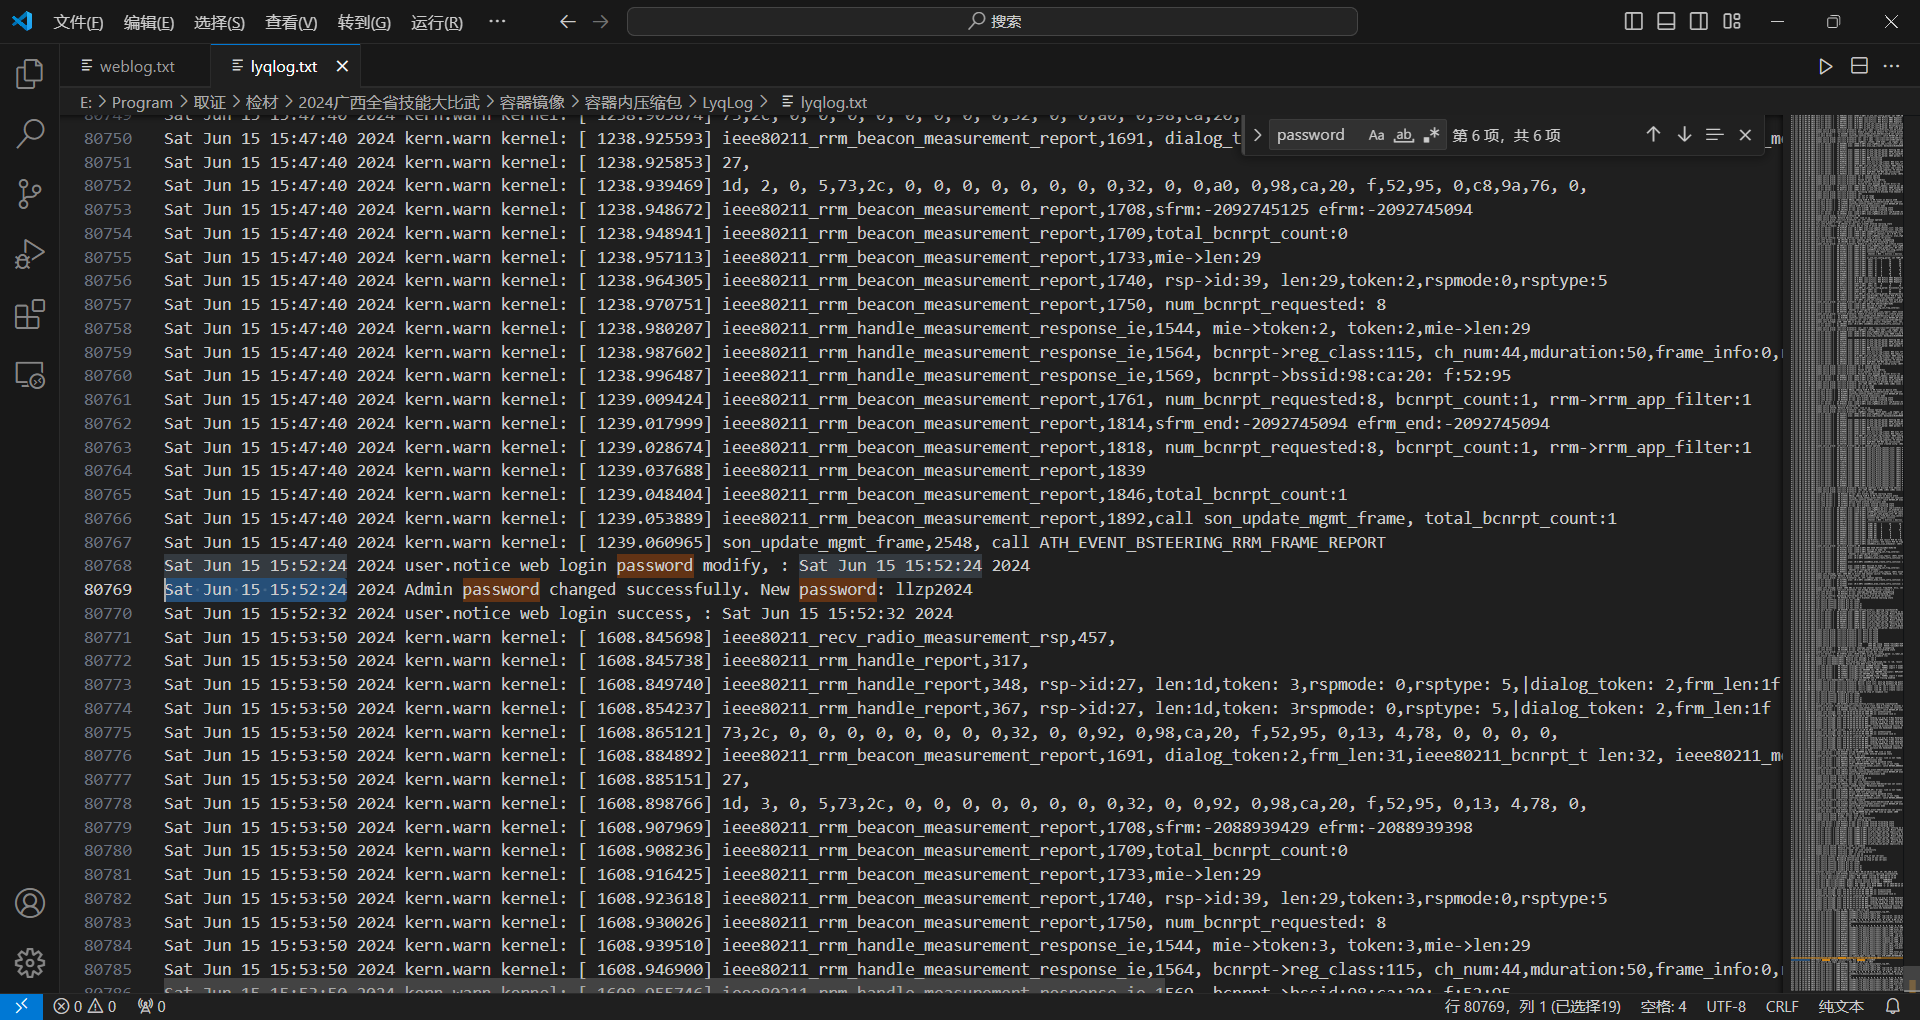 文件(F) 编辑(E) 选择(S) 查看(V) 转到(G) 运行(R) ··· 搜索
weblog.txt lyqlog.txt
E: > Program > 取证 > 检材 > 2024广西全省技能大比武 > 容器镜像 > 容器内压缩包 > LyqLog > lyqlog.txt
password Aa ab 第 6 项, 共 6 项
80750 Sat Jun 15 15:47:40 2024 kern.warn kernel: [ 1238.925593] ieee80211_rrm_beacon_measurement_report,1691, dialog_t
80751 Sat Jun 15 15:47:40 2024 kern.warn kernel: [ 1238.925853] 27,
80752 Sat Jun 15 15:47:40 2024 kern.warn kernel: [ 1238.939469] 1d, 2, 0, 5,73,2c, 0, 0, 0, 0, 0, 0, 0, 0,32, 0, 0,a0, 0,98,ca,20, f,52,95, 0,c8,9a,76, 0,
80753 Sat Jun 15 15:47:40 2024 kern.warn kernel: [ 1238.948672] ieee80211_rrm_beacon_measurement_report,1708,sfrm:-2092745125 efrm:-2092745094
80754 Sat Jun 15 15:47:40 2024 kern.warn kernel: [ 1238.948941] ieee80211_rrm_beacon_measurement_report,1709,total_bcnrpt_count:0
80755 Sat Jun 15 15:47:40 2024 kern.warn kernel: [ 1238.957113] ieee80211_rrm_beacon_measurement_report,1733,mie->len:29
80756 Sat Jun 15 15:47:40 2024 kern.warn kernel: [ 1238.964305] ieee80211_rrm_beacon_measurement_report,1740, rsp->id:39, len:29,token:2,rspmode:0,rsptype:5
80757 Sat Jun 15 15:47:40 2024 kern.warn kernel: [ 1238.970751] ieee80211_rrm_beacon_measurement_report,1750, num_bcnrpt_requested: 8
80758 Sat Jun 15 15:47:40 2024 kern.warn kernel: [ 1238.980207] ieee80211_rrm_handle_measurement_response_ie,1544, mie->token:2, token:2,mie->len:29
80759 Sat Jun 15 15:47:40 2024 kern.warn kernel: [ 1238.987602] ieee80211_rrm_handle_measurement_response_ie,1564, bcnrpt->reg_class:115, ch_num:44,mduration:50,frame_info:0,
80760 Sat Jun 15 15:47:40 2024 kern.warn kernel: [ 1238.996487] ieee80211_rrm_handle_measurement_response_ie,1569, bcnrpt->bssid:98:ca:20: f:52:95
80761 Sat Jun 15 15:47:40 2024 kern.warn kernel: [ 1239.009424] ieee80211_rrm_beacon_measurement_report,1761, num_bcnrpt_requested:8, bcnrpt_count:1, rrm->rrm_app_filter:1
80762 Sat Jun 15 15:47:40 2024 kern.warn kernel: [ 1239.017999] ieee80211_rrm_beacon_measurement_report,1814,sfrm_end:-2092745094 efrm_end:-2092745094
80763 Sat Jun 15 15:47:40 2024 kern.warn kernel: [ 1239.028674] ieee80211_rrm_beacon_measurement_report,1818, num_bcnrpt_requested:8, bcnrpt_count:1, rrm->rrm_app_filter:1
80764 Sat Jun 15 15:47:40 2024 kern.warn kernel: [ 1239.037688] ieee80211_rrm_beacon_measurement_report,1839
80765 Sat Jun 15 15:47:40 2024 kern.warn kernel: [ 1239.048404] ieee80211_rrm_beacon_measurement_report,1846,total_bcnrpt_count:1
80766 Sat Jun 15 15:47:40 2024 kern.warn kernel: [ 1239.053889] ieee80211_rrm_beacon_measurement_report,1892,call son_update_mgmt_frame, total_bcnrpt_count:1
80767 Sat Jun 15 15:47:40 2024 kern.warn kernel: [ 1239.060965] son_update_mgmt_frame,2548, call ATH_EVENT_BSTEERING_RRM_FRAME_REPORT
80768 Sat Jun 15 15:52:24 2024 user.notice web login password modify, : Sat Jun 15 15:52:24 2024
80769 Sat Jun 15 15:52:24 2024 Admin password changed successfully. New password: llzp2024
80770 Sat Jun 15 15:52:32 2024 user.notice web login success, : Sat Jun 15 15:52:32 2024
80771 Sat Jun 15 15:53:50 2024 kern.warn kernel: [ 1608.845698] ieee80211_recv_radio_measurement_rsp,457,
80772 Sat Jun 15 15:53:50 2024 kern.warn kernel: [ 1608.845738] ieee80211_rrm_handle_report,317,
80773 Sat Jun 15 15:53:50 2024 kern.warn kernel: [ 1608.849740] ieee80211_rrm_handle_report,348, rsp->id:27, len:1d,token: 3,rspmode: 0,rsptype: 5,|dialog_token: 2,frm_len:1f
80774 Sat Jun 15 15:53:50 2024 kern.warn kernel: [ 1608.854237] ieee80211_rrm_handle_report,367, rsp->id:27, len:1d,token: 3rspmode: 0,rsptype: 5,|dialog_token: 2,frm_len:1f
80775 Sat Jun 15 15:53:50 2024 kern.warn kernel: [ 1608.865121] 73,2c, 0, 0, 0, 0, 0, 0, 0, 0,32, 0, 0,92, 0,98,ca,20, f,52,95, 0,13, 4,78, 0, 0, 0, 0,
80776 Sat Jun 15 15:53:50 2024 kern.warn kernel: [ 1608.884892] ieee80211_rrm_beacon_measurement_report,1691, dialog_token:2,frm_len:31,ieee80211_bcnrpt_t len:32, ieee80211_m
80777 Sat Jun 15 15:53:50 2024 kern.warn kernel: [ 1608.885151] 27,
80778 Sat Jun 15 15:53:50 2024 kern.warn kernel: [ 1608.898766] 1d, 3, 0, 5,73,2c, 0, 0, 0, 0, 0, 0, 0, 0,32, 0, 0,92, 0,98,ca,20, f,52,95, 0,13, 4,78, 0,
80779 Sat Jun 15 15:53:50 2024 kern.warn kernel: [ 1608.907969] ieee80211_rrm_beacon_measurement_report,1708,sfrm:-2088939429 efrm:-2088939398
80780 Sat Jun 15 15:53:50 2024 kern.warn kernel: [ 1608.908236] ieee80211_rrm_beacon_measurement_report,1709,total_bcnrpt_count:0
80781 Sat Jun 15 15:53:50 2024 kern.warn kernel: [ 1608.916425] ieee80211_rrm_beacon_measurement_report,1733,mie->len:29
80782 Sat Jun 15 15:53:50 2024 kern.warn kernel: [ 1608.923618] ieee80211_rrm_beacon_measurement_report,1740, rsp->id:39, len:29,token:3,rspmode:0,rsptype:5
80783 Sat Jun 15 15:53:50 2024 kern.warn kernel: [ 1608.930026] ieee80211_rrm_beacon_measurement_report,1750, num_bcnrpt_requested: 8
80784 Sat Jun 15 15:53:50 2024 kern.warn kernel: [ 1608.939510] ieee80211_rrm_handle_measurement_response_ie,1544, mie->token:3, token:3,mie->len:29
80785 Sat Jun 15 15:53:50 2024 kern.warn kernel: [ 1608.946900] ieee80211_rrm_handle_measurement_response_ie,1564, bcnrpt->reg_class:115, ch_num:44,mduration:50,frame_info:0,
0 0 0 行 80769, 列 1 (已选择19) 空格: 4 UTF-8 CRLF 纯文本